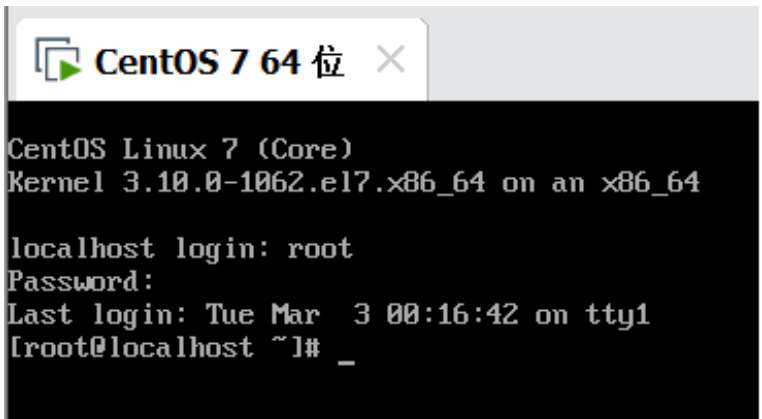 CentOS 7 64 位
CentOS Linux 7 (Core)
Kernel 3.10.0-1062.el7.x86_64 on an x86_64
localhost login: root
Password:
Last login: Tue Mar  3 00:16:42 on tty1
[root@localhost ~]# _